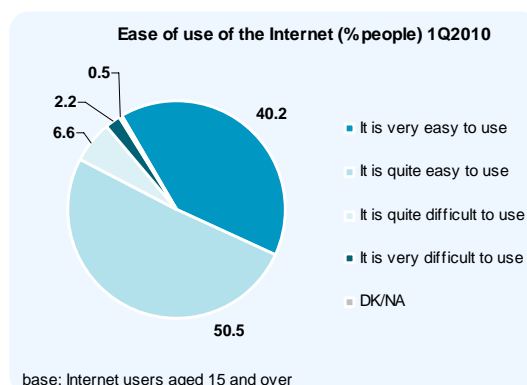 Ease of use of the Internet (%people) 1Q2010
0.5
2.2
40.2
6.6
It is very easy to use
It is quite easy to use
It is quite difficult to use
It is very difficult to use
DK/NA
50.5
base: Internet users aged 15 and over